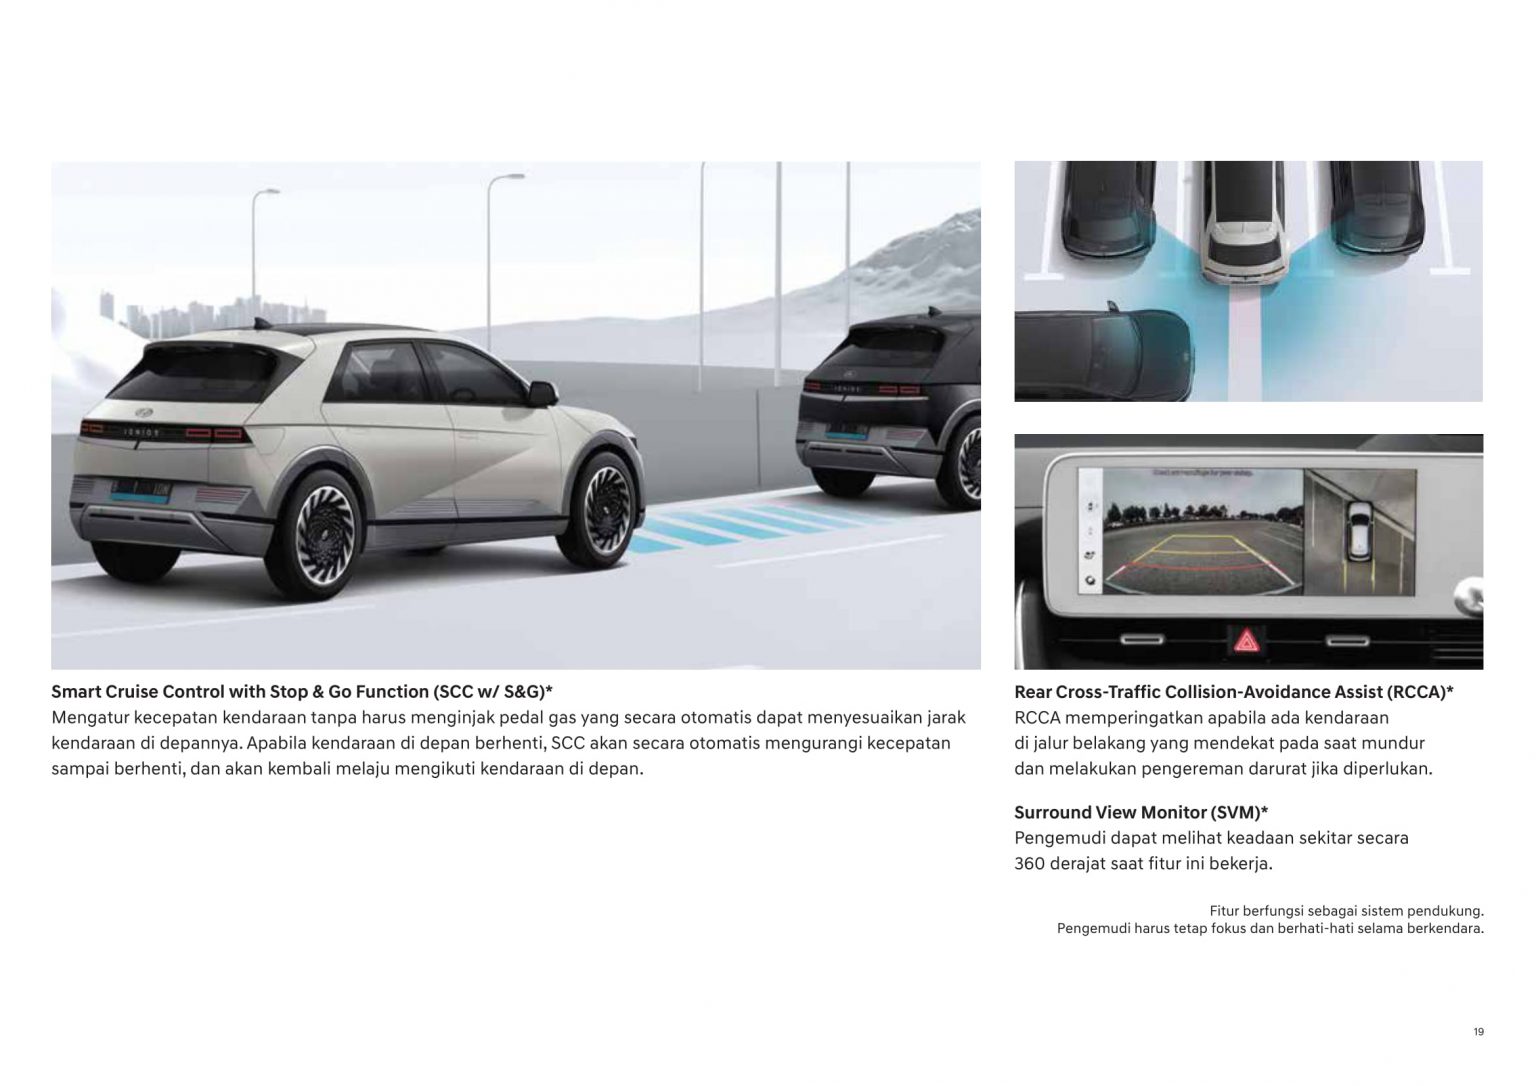 IONIQ 5
IONIQ 5
Smart Cruise Control with Stop & Go Function (SCC w/ S&G)*
Mengatur kecepatan kendaraan tanpa harus menginjak pedal gas yang secara otomatis dapat menyesuaikan jarak
kendaraan di depannya. Apabila kendaraan di depan berhenti, SCC akan secara otomatis mengurangi kecepatan
sampai berhenti, dan akan kembali melaju mengikuti kendaraan di depan.
Rear Cross-Traffic Collision-Avoidance Assist (RCCA)*
RCCA memperingatkan apabila ada kendaraan
di jalur belakang yang mendekat pada saat mundur
dan melakukan pengereman darurat jika diperlukan.
Surround View Monitor (SVM)*
Pengemudi dapat melihat keadaan sekitar secara
360 derajat saat fitur ini bekerja.
Fitur berfungsi sebagai sistem pendukung.
Pengemudi harus tetap fokus dan berhati-hati selama berkendara.
19